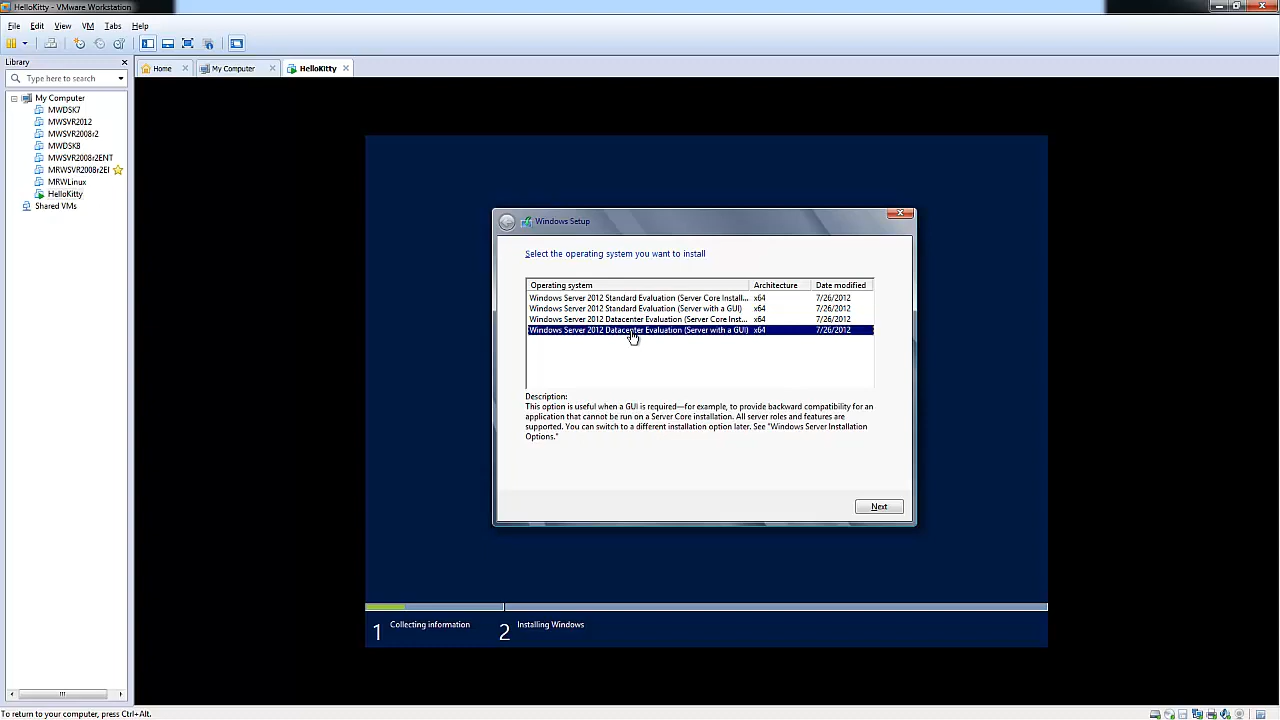 HelloKitty - VMware Workstation
File Edit View VM Tabs Help
Library
Type here to search
My Computer
MWDSK7
MWSVR2012
MWSVR2008r2
MWDSK8
MWSVR2008r2ENT
MRWSVR2008r2EI
MRWLinux
HelloKitty
Shared VMs
Home My Computer HelloKitty
Windows Setup
Select the operating system you want to install
Operating system Architecture Date modified
Windows Server 2012 Standard Evaluation (Server Core Install... x64 7/26/2012
Windows Server 2012 Standard Evaluation (Server with a GUI) x64 7/26/2012
Windows Server 2012 Datacenter Evaluation (Server Core Inst... x64 7/26/2012
Windows Server 2012 Datacenter Evaluation (Server with a GUI) x64 7/26/2012
Description:
This option is useful when a GUI is required—for example, to provide backward compatibility for an
application that cannot be run on a Server Core installation. All server roles and features are
supported. You can switch to a different installation option later. See "Windows Server Installation
Options."
Next
1 Collecting information 2 Installing Windows
To return to your computer, press Ctrl+Alt.